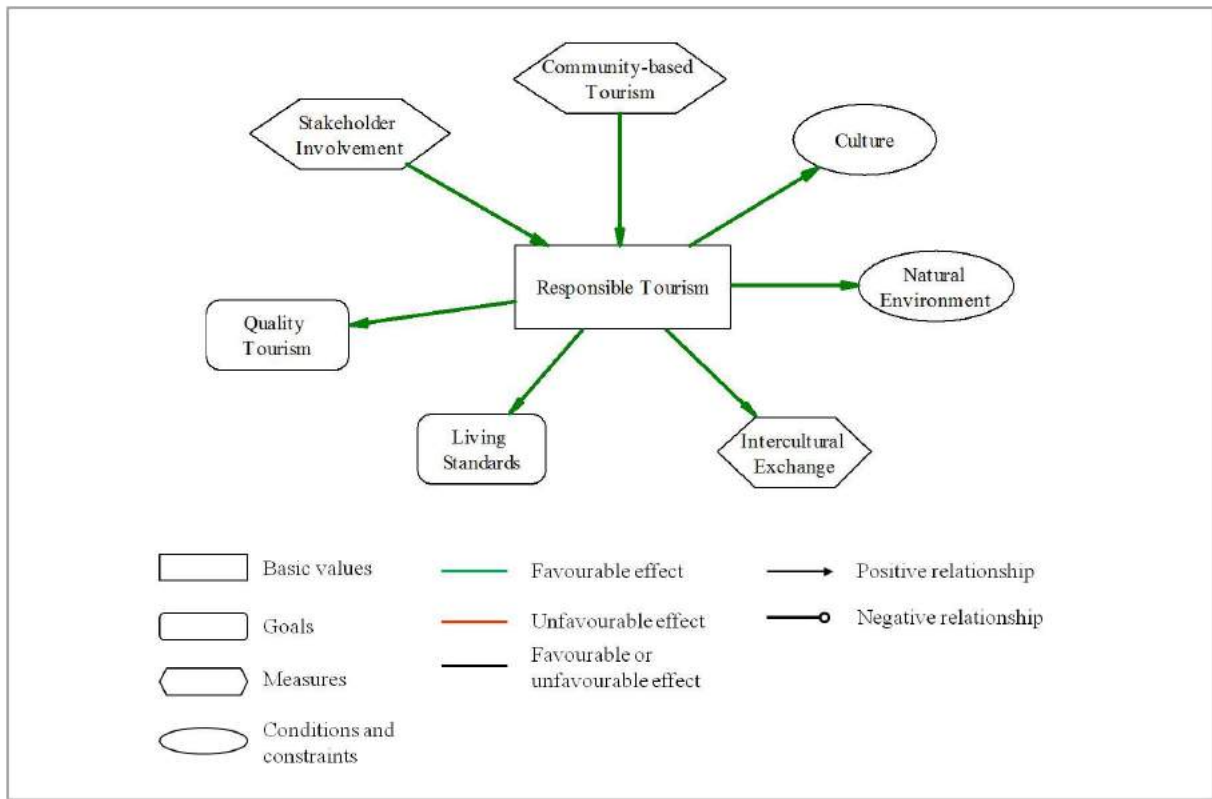 Community-based
Tourism
Stakeholder
Involvement
Culture
Responsible Tourism
Natural
Environment
Quality
Tourism
Living
Standards
Intercultural
Exchange
Basic values
Favourable effect
Positive relationship
Goals
Unfavourable effect
Negative relationship
Measures
Favourable or
unfavourable effect
Conditions and
constraints